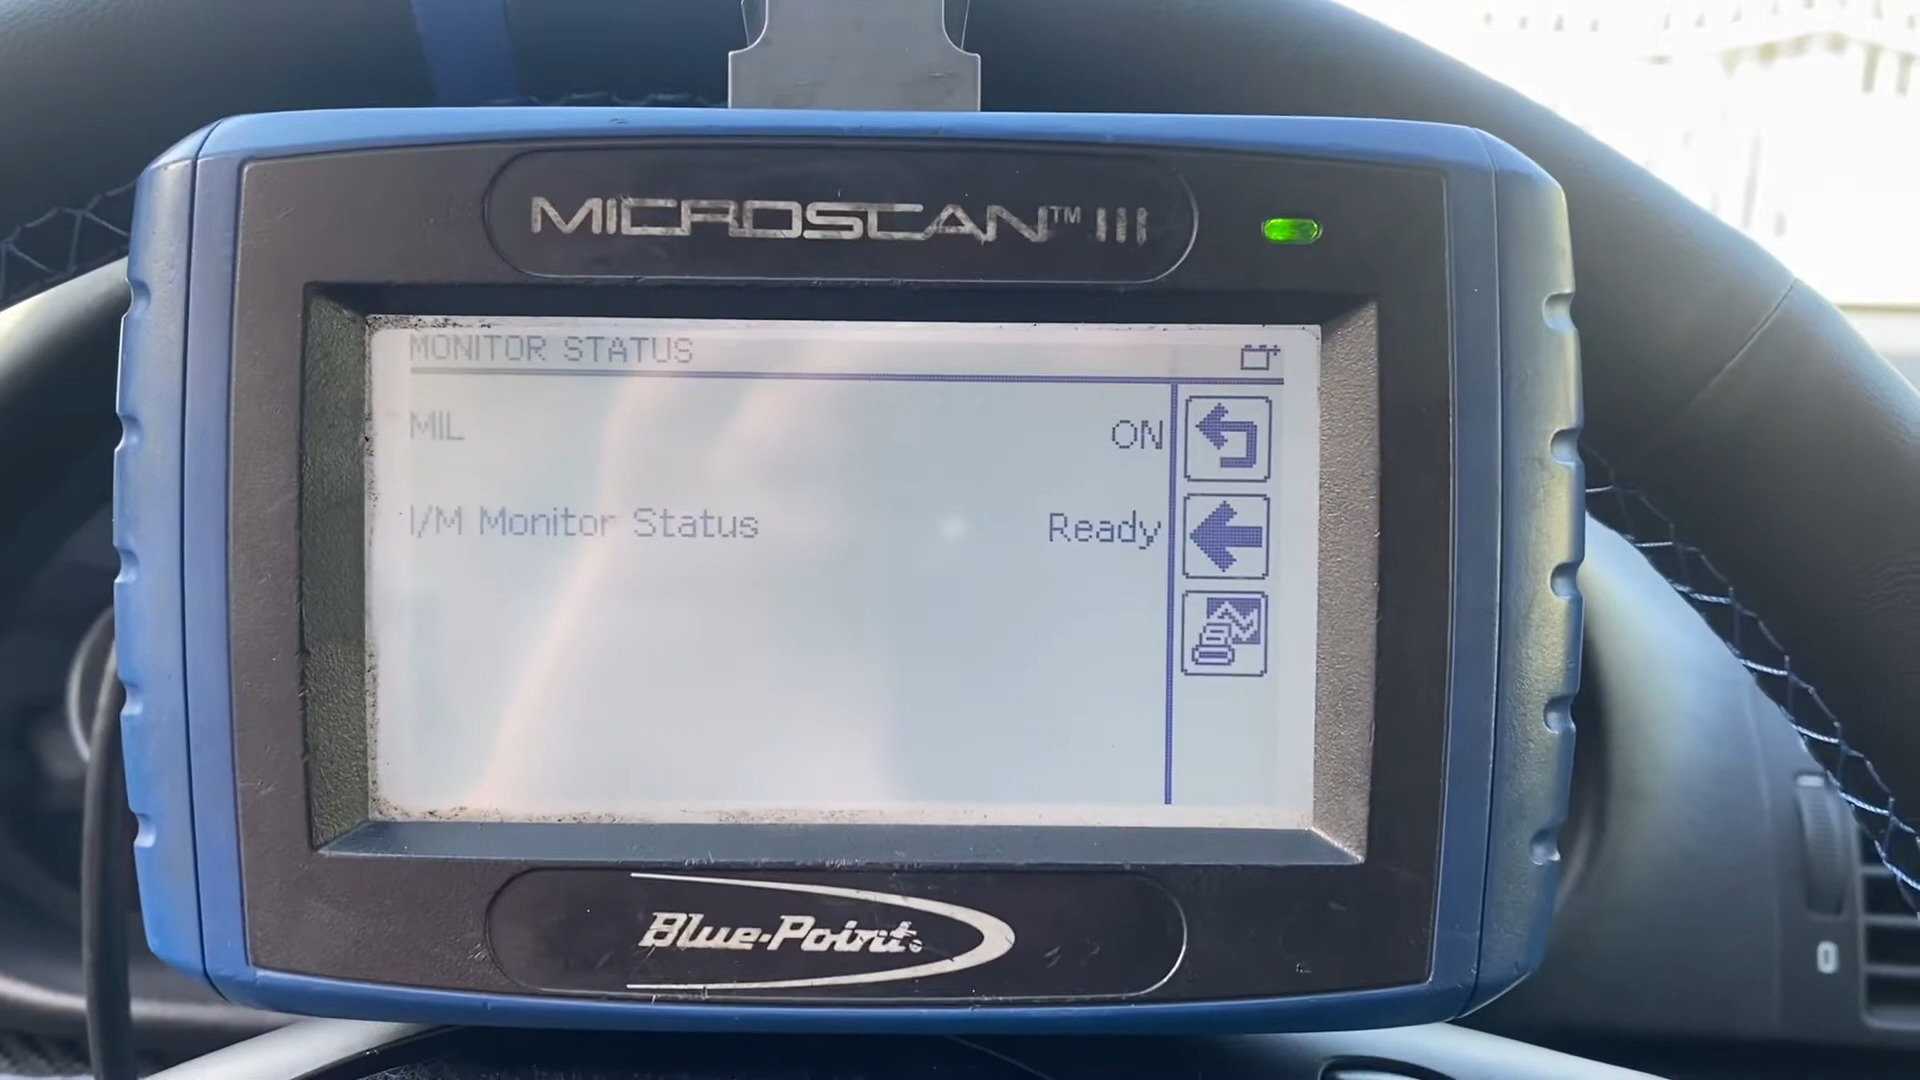 MICROSCAN™ III
MONITOR STATUS
MIL ON
I/M Monitor Status Ready
Blue-Point®